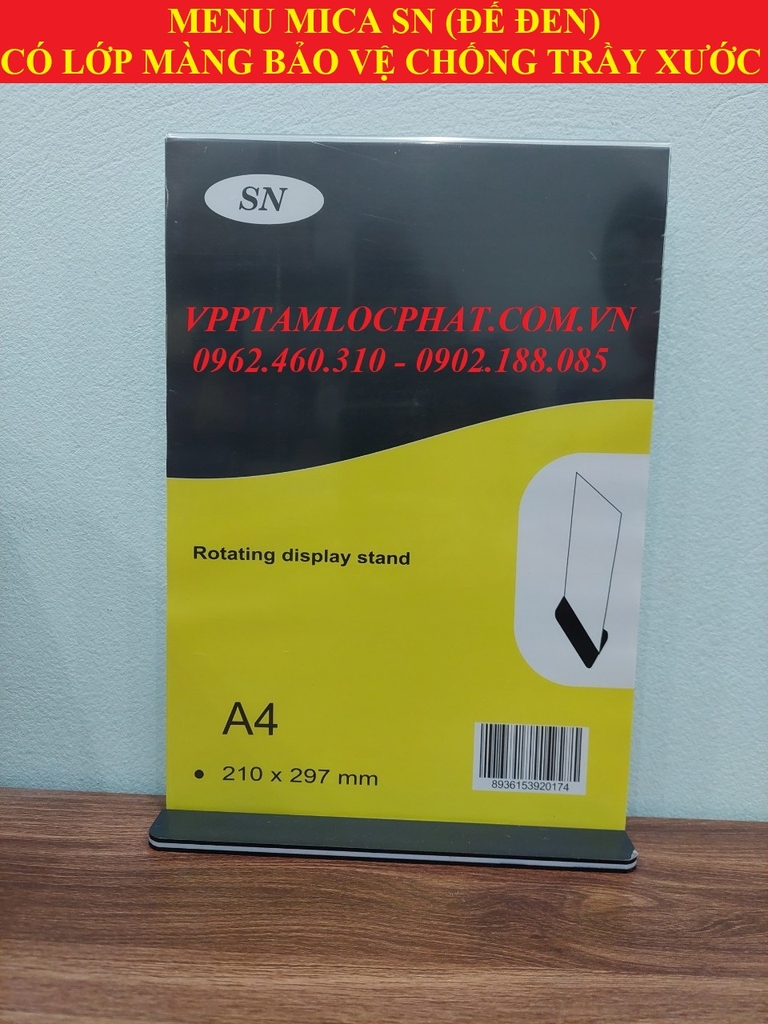 MENU MICA SN (ĐẾ ĐEN)
CÓ LỚP MÀNG BẢO VỆ CHỐNG TRẦY XƯỚC
SN
VPPTAMLOCPHAT.COM.VN
0962.460.310 - 0902.188.085
Rotating display stand
A4
• 210 x 297 mm
8936153920174